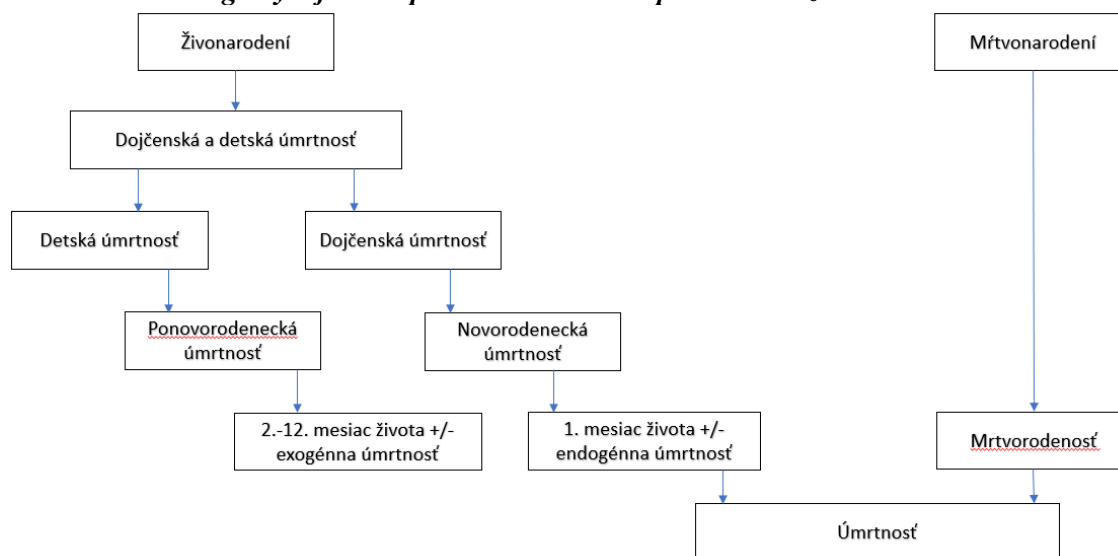 Živonarodení
Mŕtvonarodení
Dojčenská a detská úmrtnosť
Detská úmrtnosť
Dojčenská úmrtnosť
Ponovorodenecká
úmrtnosť
Novorodenecká
úmrtnosť
2.-12. mesiac života +/-
exogénna úmrtnosť
1. mesiac života +/-
endogénna úmrtnosť
Mrtvorodenosť
Úmrtnosť